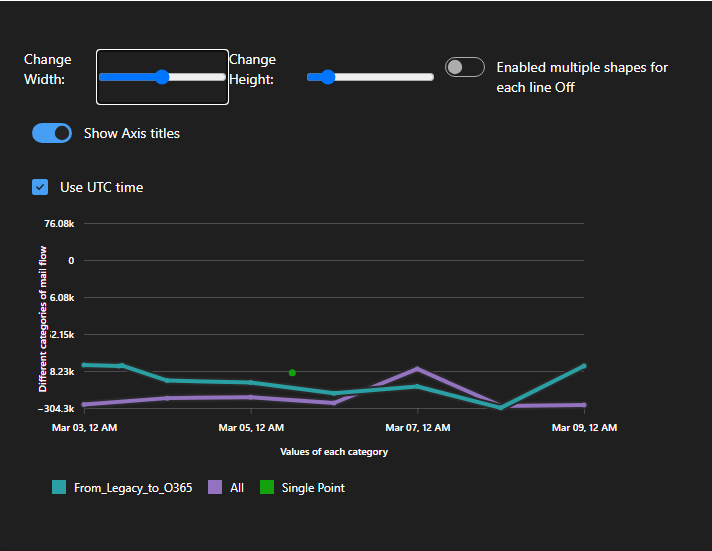 Change
Width:
Change
Height:
Enabled multiple shapes for
each line Off
Show Axis titles
Use UTC time
76.08k
0
6.08k
2.15k
8.23k
−304.3k
Different categories of mail flow
Mar 03, 12 AM
Mar 05, 12 AM
Mar 07, 12 AM
Mar 09, 12 AM
Values of each category
From_Legacy_to_O365
All
Single Point